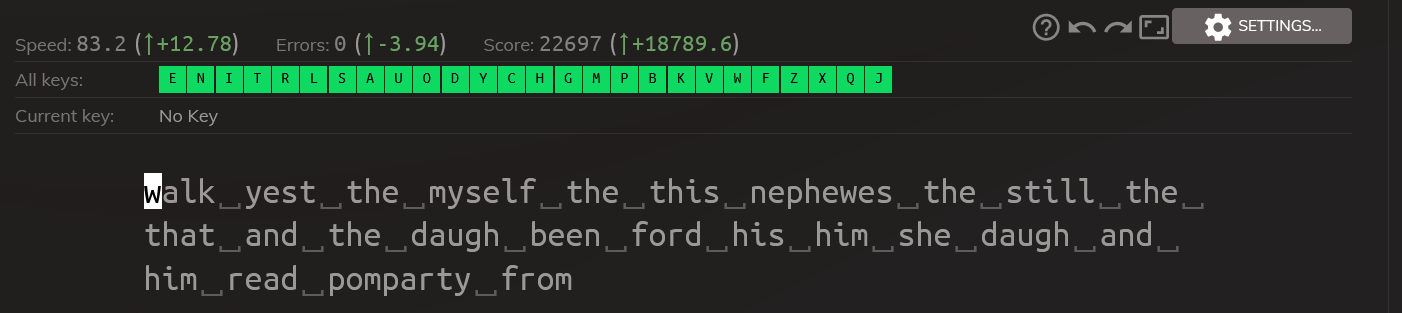 Speed: 83.2 (↑+12.78) Errors: 0 (↑-3.94) Score: 22697 (↑+18789.6) SETTINGS...
All keys: E N I T R L S A U O D Y C H G M P B K V W F Z X Q J
Current key: No Key
walk␣yest␣the␣myself␣the␣this␣nephewes␣the␣still␣the␣
that␣and␣the␣daugh␣been␣ford␣his␣him␣she␣daugh␣and␣
him␣read␣pomparty␣from